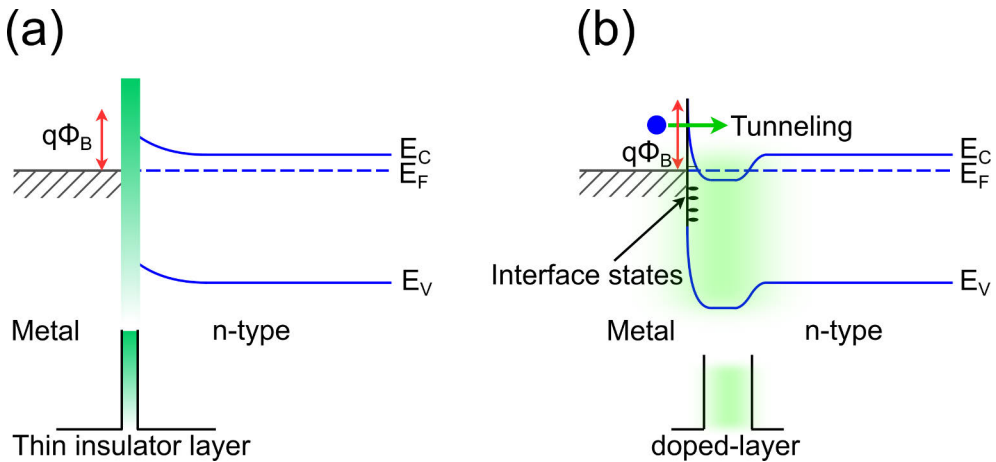 (a)
(b)
qΦB
EC
EF
EV
Metal
n-type
Thin insulator layer
Tunneling
qΦB
EC
EF
Interface states
EV
Metal
n-type
doped-layer